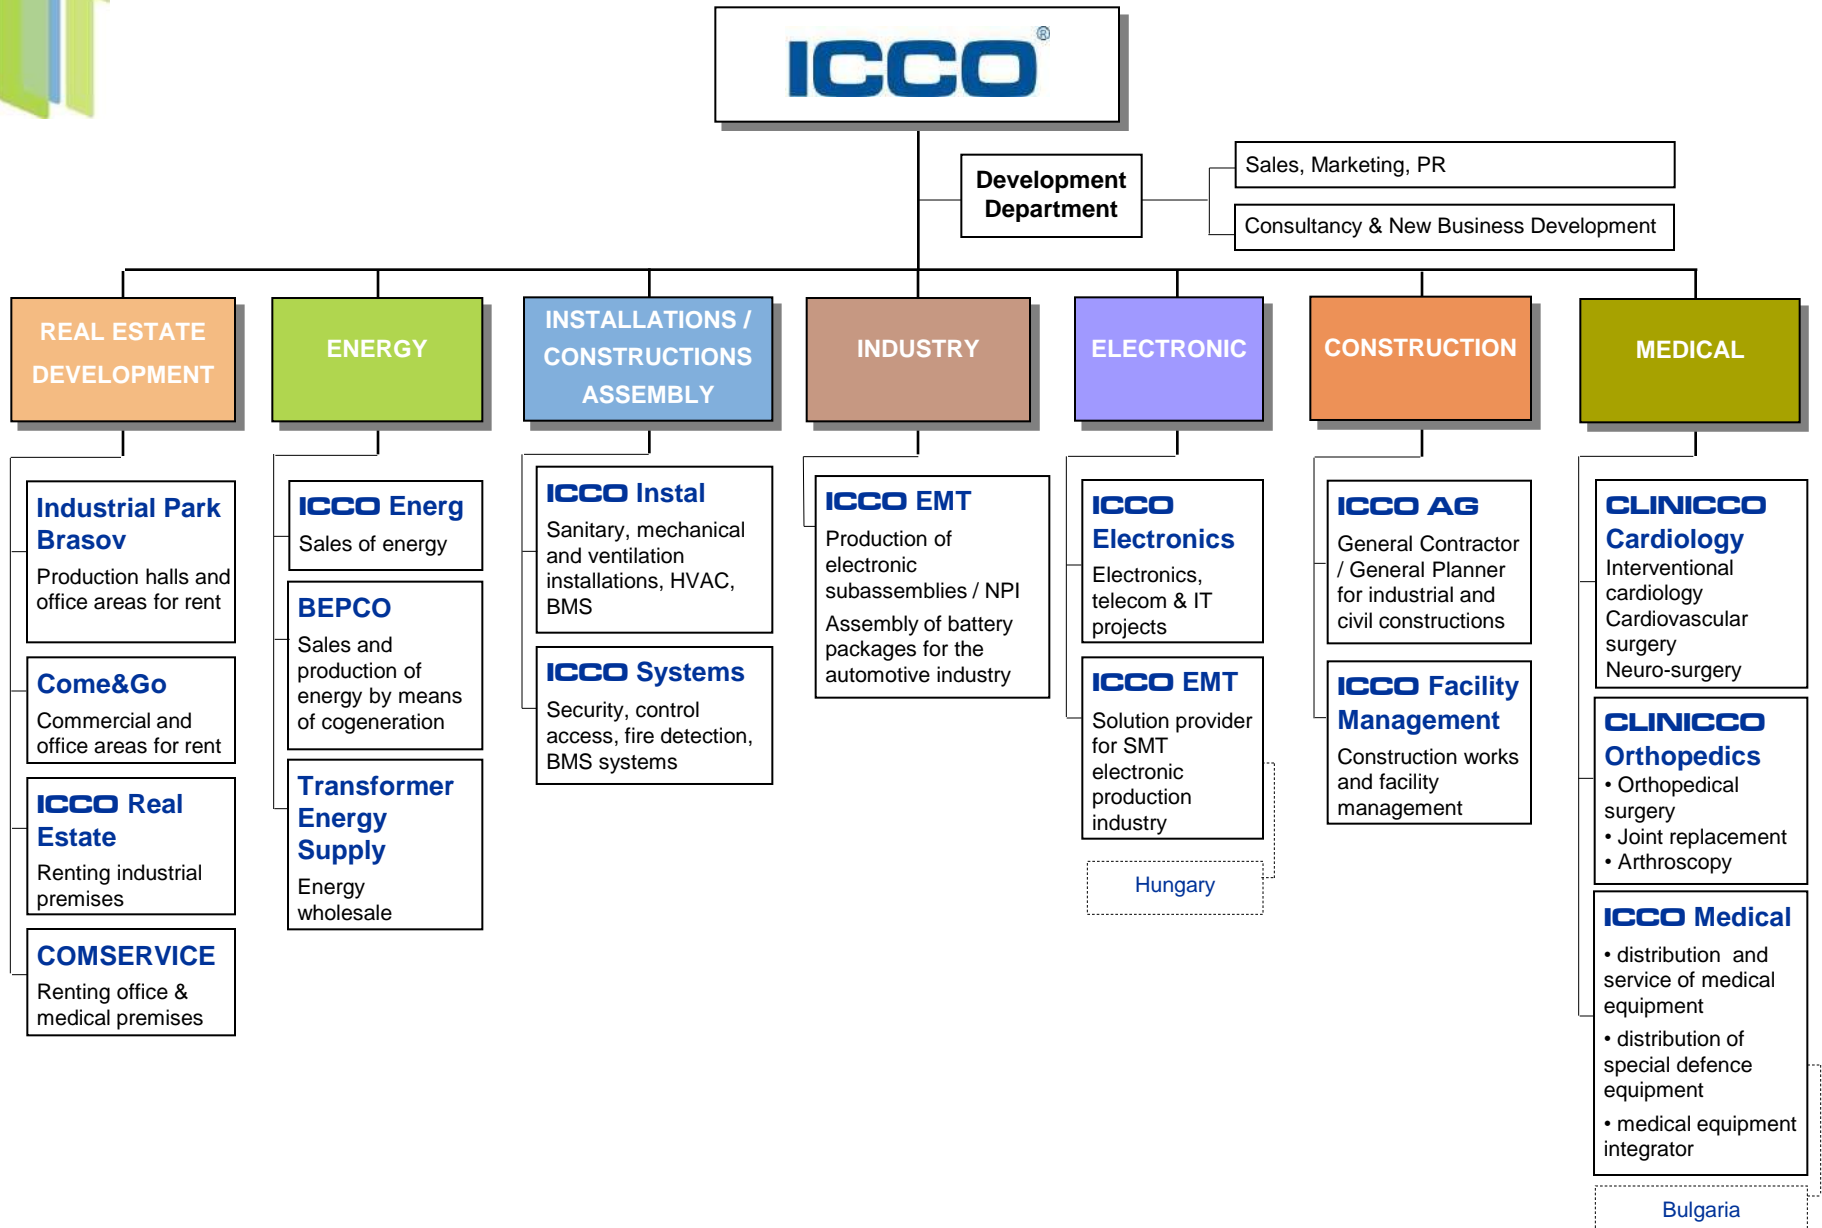 ICCO®
Development
Department
Sales, Marketing, PR
Consultancy & New Business Development
REAL ESTATE
DEVELOPMENT
ENERGY
INSTALLATIONS /
CONSTRUCTIONS
ASSEMBLY
INDUSTRY
ELECTRONIC
CONSTRUCTION
MEDICAL
Industrial Park
Brasov
Production halls and
office areas for rent
Come&Go
Commercial and
office areas for rent
ICCO Real
Estate
Renting industrial
premises
COMSERVICE
Renting office &
medical premises
ICCO Energ
Sales of energy
BEPCO
Sales and
production of
energy by means
of cogeneration
Transformer
Energy
Supply
Energy
wholesale
ICCO Instal
Sanitary, mechanical
and ventilation
installations, HVAC,
BMS
ICCO Systems
Security, control
access, fire detection,
BMS systems
ICCO EMT
Production of
electronic
subassemblies / NPI
Assembly of battery
packages for the
automotive industry
ICCO
Electronics
Electronics,
telecom & IT
projects
ICCO EMT
Solution provider
for SMT
electronic
production
industry
Hungary
ICCO AG
General Contractor
/ General Planner
for industrial and
civil constructions
ICCO Facility
Management
Construction works
and facility
management
CLINICCO
Cardiology
Interventional
cardiology
Cardiovascular
surgery
Neuro-surgery
CLINICCO
Orthopedics
• Orthopedical
surgery
• Joint replacement
• Arthroscopy
ICCO Medical
• distribution and
service of medical
equipment
• distribution of
special defence
equipment
• medical equipment
integrator
Bulgaria